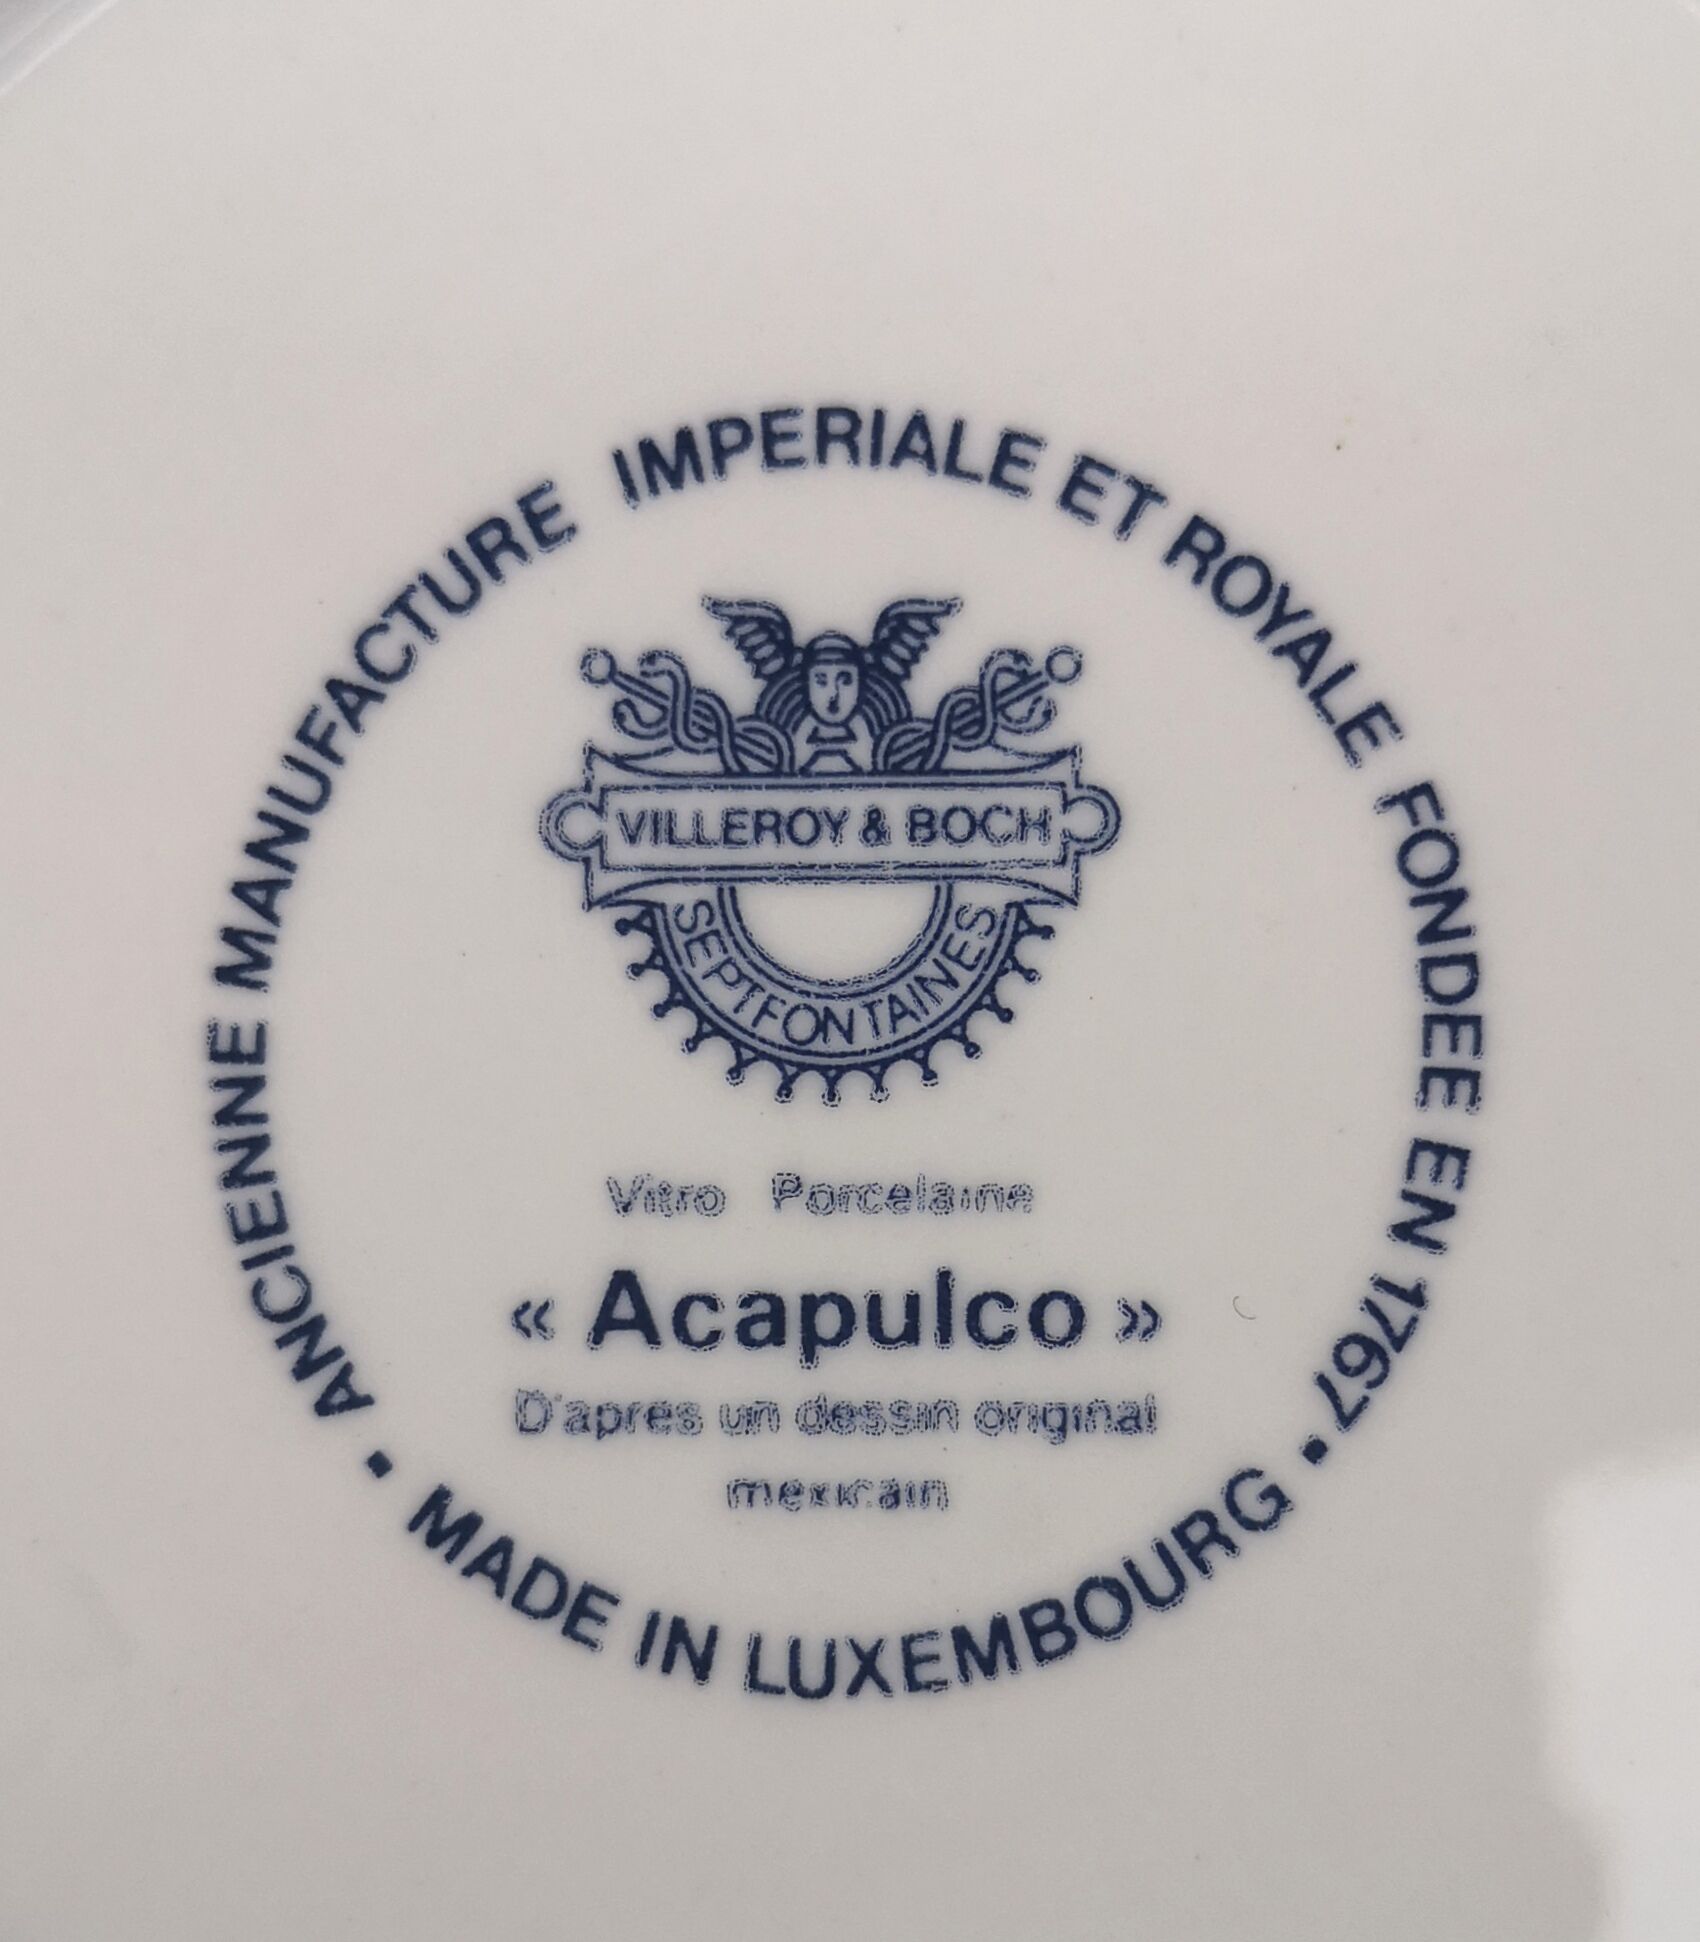 ANCIENNE MANUFACTURE IMPERIALE ET ROYALE FONDEE EN 1767 •
VILLEROY & BOCH
SEPTFONTAINES
Vitro Porcelaine
« Acapulco »
D'apres un dessin original
mexicain
• MADE IN LUXEMBOURG